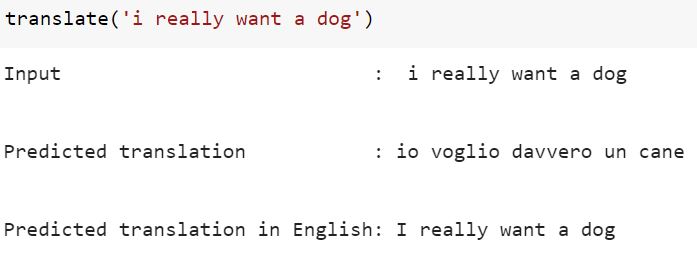 translate('i really want a dog')
Input : i really want a dog
Predicted translation : io voglio davvero un cane
Predicted translation in English: I really want a dog